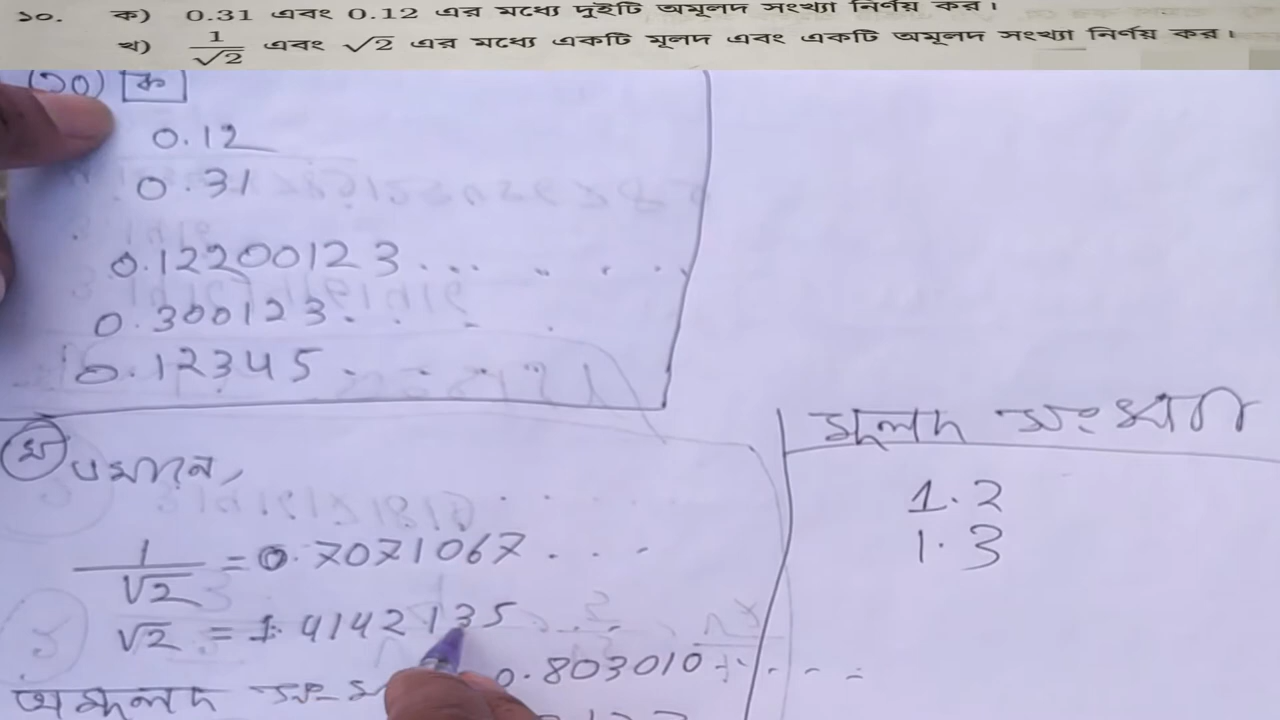 ১০. ক) 0.31 এবং 0.12 এর মধ্যে দুইটি অমূলদ সংখ্যা নির্ণয় কর।
খ) 1/√2 এবং √2 এর মধ্যে একটি মূলদ এবং একটি অমূলদ সংখ্যা নির্ণয় কর।
(১০) ক
0.12
0.31
0.12200123....
0.300123....
0.12345....
খ এখানে,
1/√2 = 0.7071067...
√2 = 1.4142135
অমূলদ
0.803010....
মূলদ সংখ্যা
1.2
1.3